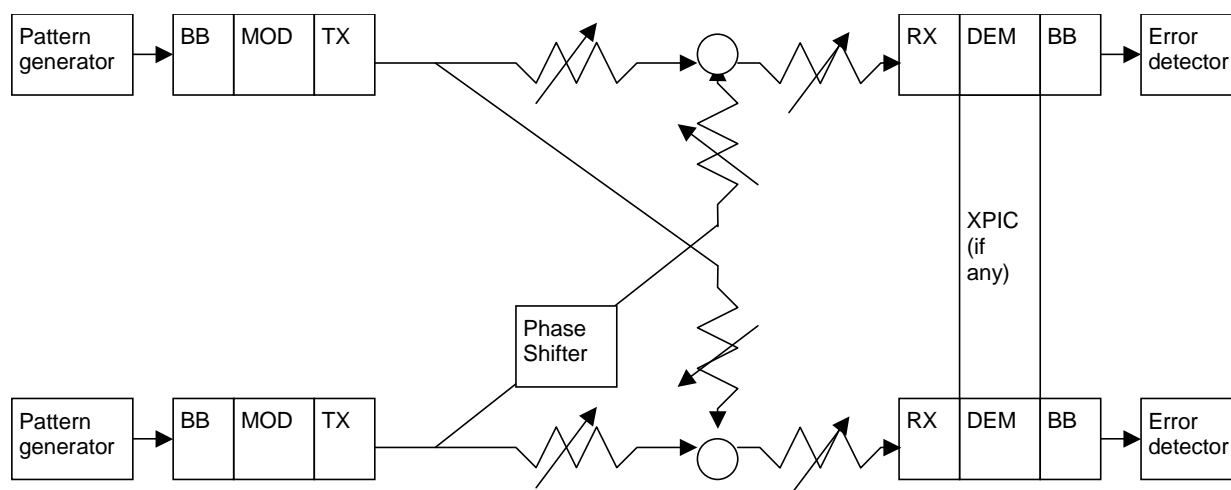 Pattern
generator
BB
MOD
TX
RX
DEM
BB
Error
detector
XPIC
(if
any)
Phase
Shifter
Pattern
generator
BB
MOD
TX
RX
DEM
BB
Error
detector